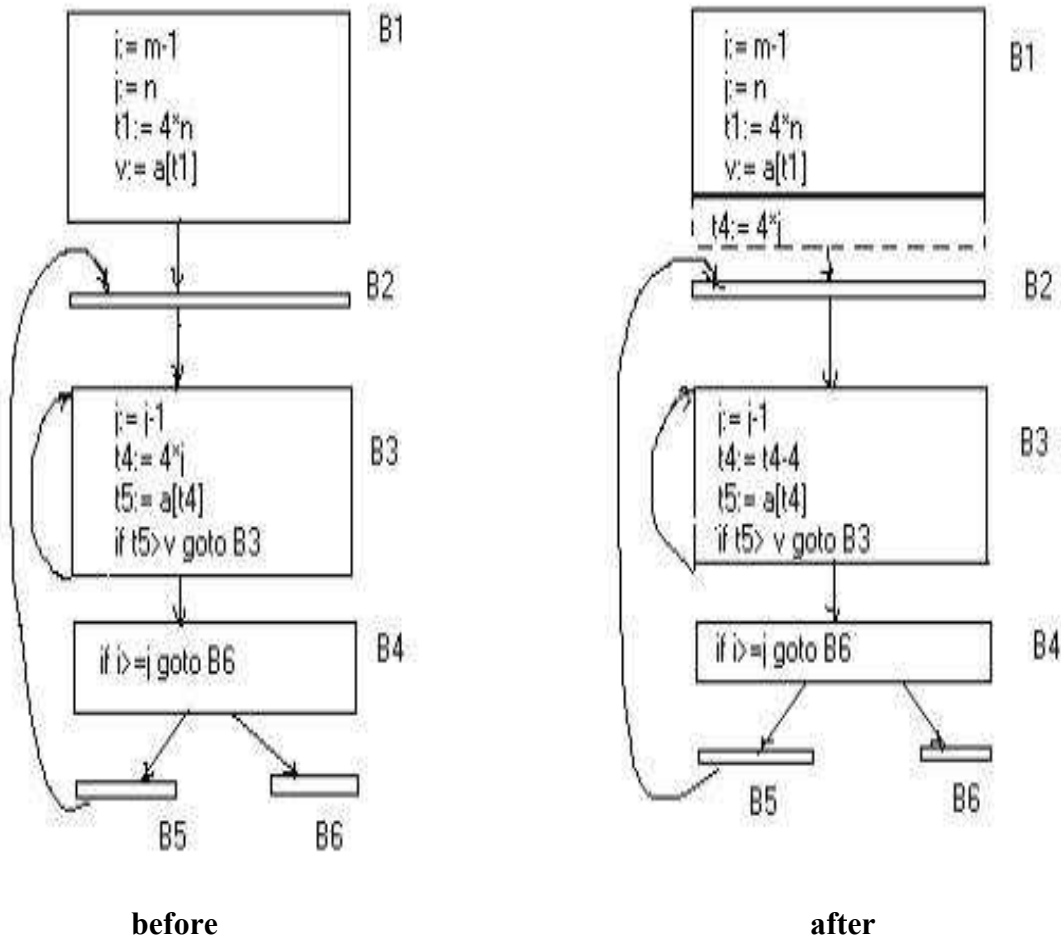 i:= m-1
j:= n
t1:= 4*n
v:= a[t1]
B1
B2
j:= j-1
t4:= 4*j
t5:= a[t4]
if t5>v goto B3
B3
if i>=j goto B6
B4
B5
B6
before
i:= m-1
j:= n
t1:= 4*n
v:= a[t1]
t4:= 4*j
B1
B2
j:= j-1
t4:= t4-4
t5:= a[t4]
if t5> v goto B3
B3
if i>=j goto B6
B4
B5
B6
after